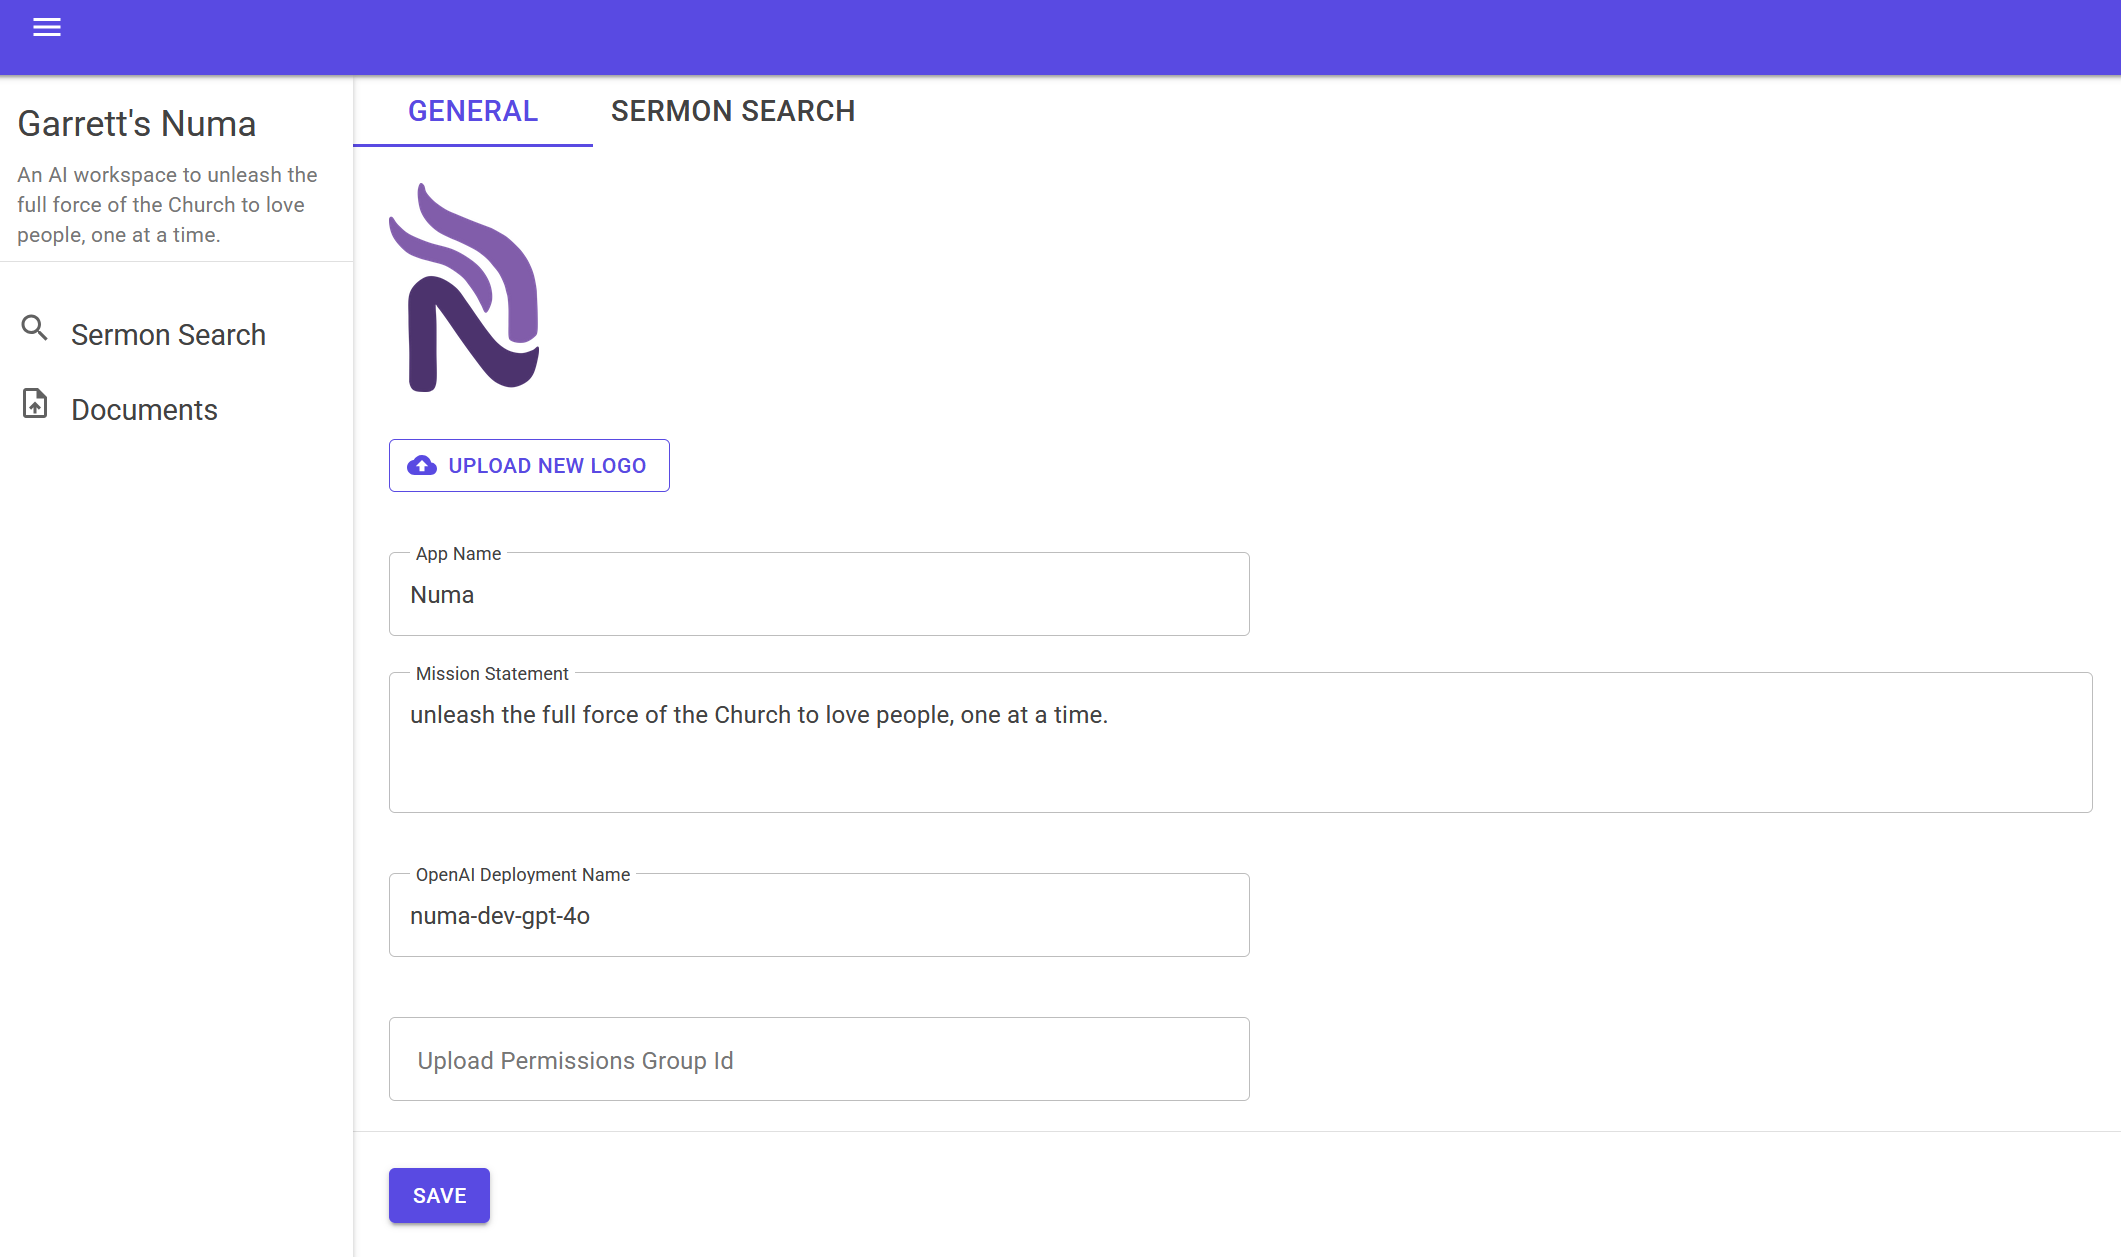 Garrett's Numa
An AI workspace to unleash the
full force of the Church to love
people, one at a time.
Sermon Search
Documents
GENERAL
SERMON SEARCH
UPLOAD NEW LOGO
App Name
Numa
Mission Statement
unleash the full force of the Church to love people, one at a time.
OpenAI Deployment Name
numa-dev-gpt-4o
Upload Permissions Group Id
SAVE